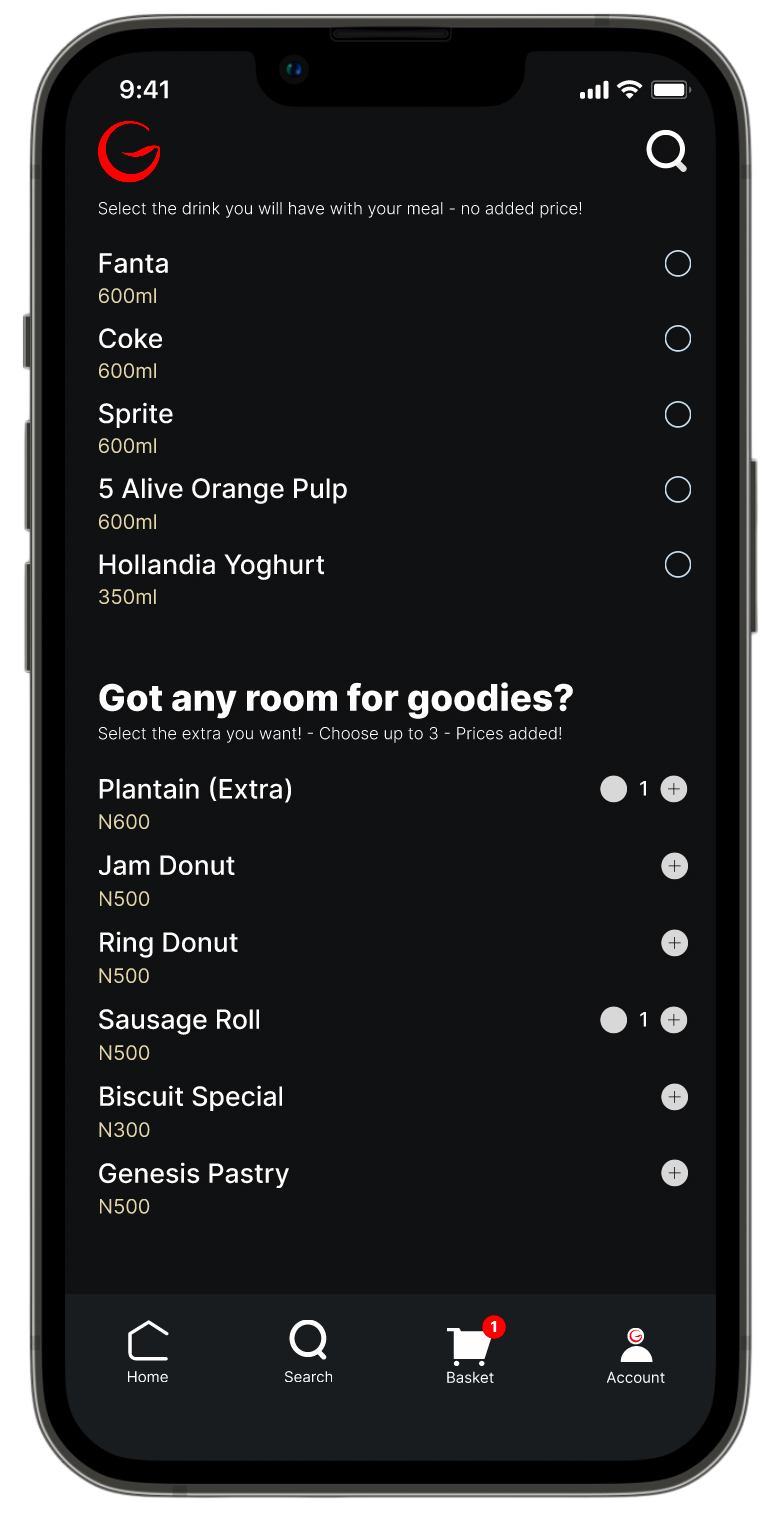 9:41
Select the drink you will have with your meal - no added price!
Fanta
600ml
Coke
600ml
Sprite
600ml
5 Alive Orange Pulp
600ml
Hollandia Yoghurt
350ml
Got any room for goodies?
Select the extra you want! - Choose up to 3 - Prices added!
Plantain (Extra) 1 +
N600
Jam Donut +
N500
Ring Donut +
N500
Sausage Roll 1 +
N500
Biscuit Special +
N300
Genesis Pastry +
N500
1
Home Search Basket Account